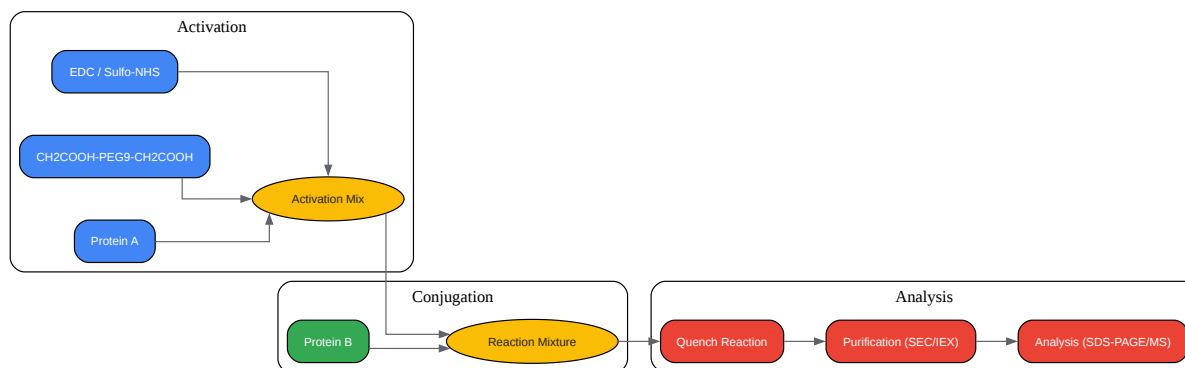 Activation
EDC / Sulfo-NHS
CH2COOH-PEG9-CH2COOH
Activation Mix
Protein A
Conjugation
Protein B
Reaction Mixture
Analysis
Quench Reaction
Purification (SEC/IEX)
Analysis (SDS-PAGE/MS)